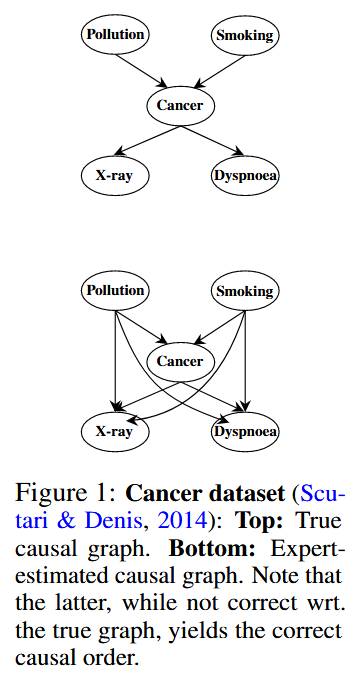 Pollution Smoking
Cancer
X-ray Dyspnoea
Pollution Smoking
Cancer
X-ray Dyspnoea
Figure 1: Cancer dataset (Scu-
tari & Denis, 2014): Top: True
causal graph. Bottom: Expert-
estimated causal graph. Note that
the latter, while not correct wrt.
the true graph, yields the correct
causal order.